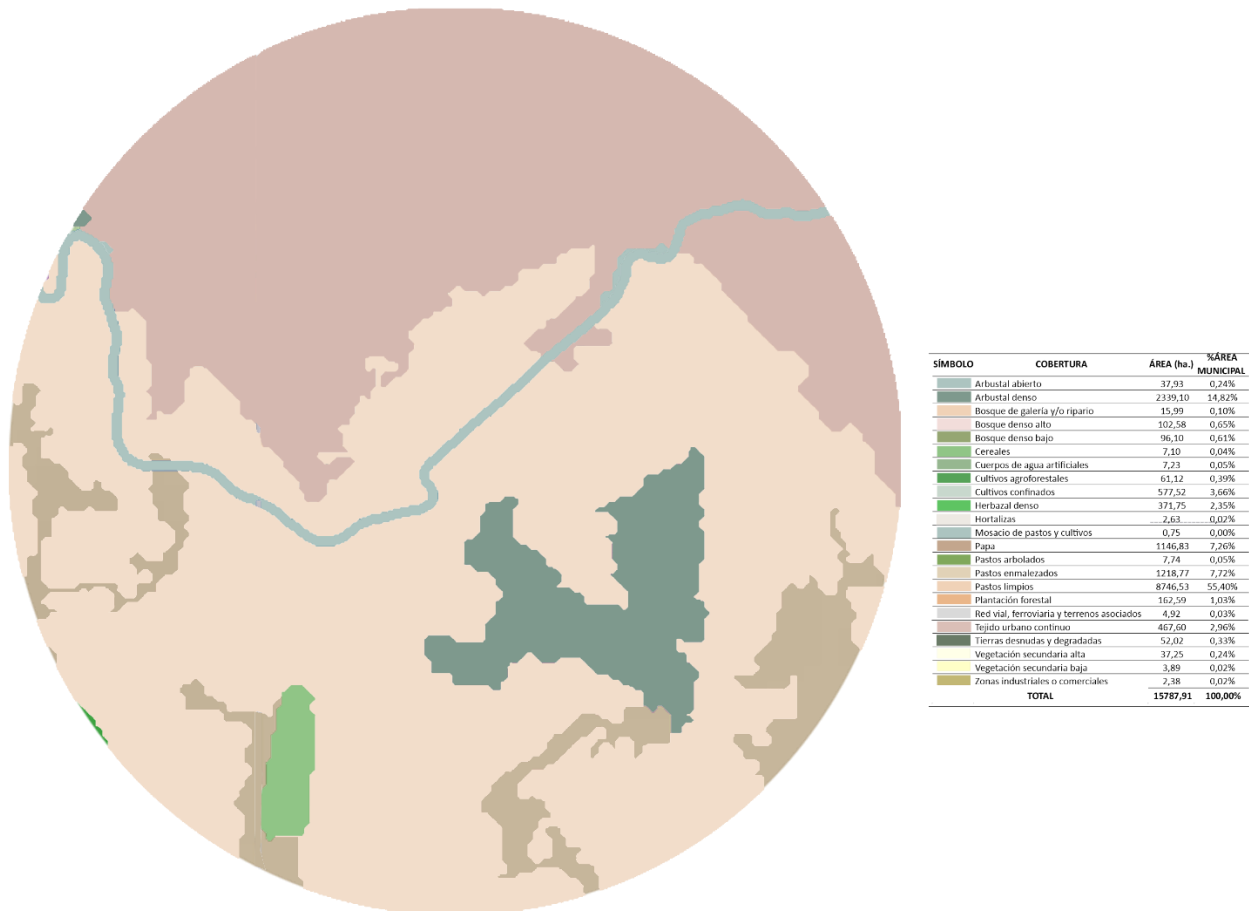 SÍMBOLO COBERTURA ÁREA (ha.) %ÁREA MUNICIPAL
Arbustal abierto 37,93 0,24%
Arbustal denso 2339,10 14,82%
Bosque de galería y/o ripario 15,99 0,10%
Bosque denso alto 102,58 0,65%
Bosque denso bajo 96,10 0,61%
Cereales 7,10 0,04%
Cuerpos de agua artificiales 7,23 0,05%
Cultivos agroforestales 61,12 0,39%
Cultivos confinados 577,52 3,66%
Herbazal denso 371,75 2,35%
Hortalizas 2,63 0,02%
Mosacio de pastos y cultivos 0,75 0,00%
Papa 1146,83 7,26%
Pastos arbolados 7,74 0,05%
Pastos enmalezados 1218,77 7,72%
Pastos limpios 8746,53 55,40%
Plantación forestal 162,59 1,03%
Red vial, ferroviaria y terrenos asociados 4,92 0,03%
Tejido urbano continuo 467,60 2,96%
Tierras desnudas y degradadas 52,02 0,33%
Vegetación secundaria alta 37,25 0,24%
Vegetación secundaria baja 3,89 0,02%
Zonas industriales o comerciales 2,38 0,02%
TOTAL 15787,91 100,00%